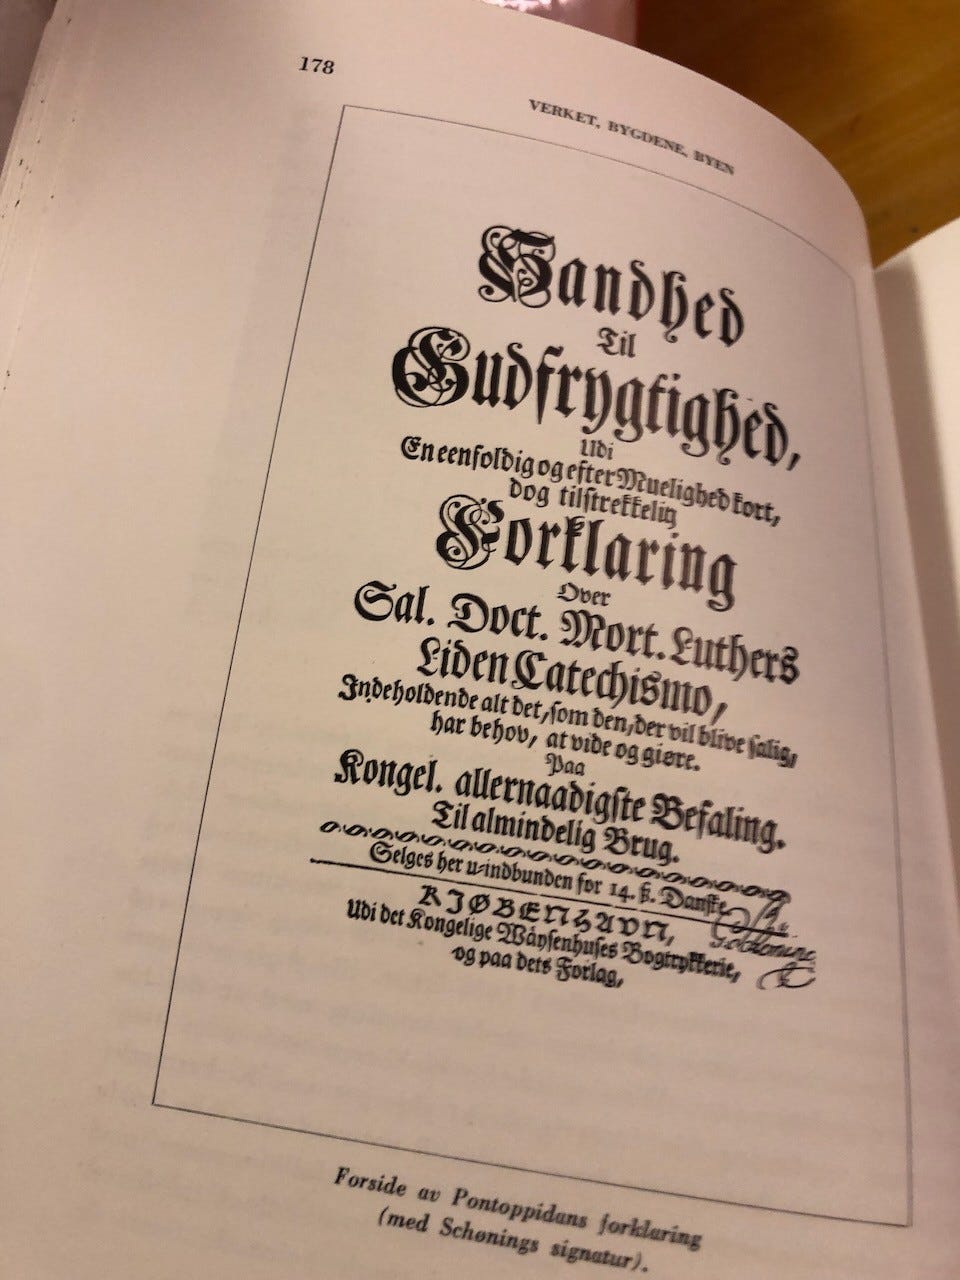 178
VERKET, BYGDENE, BYEN
Sandhed
Til
Gudfrygtighed,
Udi
En eenfoldig og efter Muelighed kort,
dog tilstrekkelig
Forklaring
Over
Sal. Doct. Mort. Luthers
Liden Catechismo,
Indeholdende alt det, som den, der vil blive salig,
har behov, at vide og giøre.
Paa
Kongel. allernaadigste Befaling.
Til almindelig Brug.
Selges her u-indbunden for 14. ß. Danske
KJØBENHAVN,
Udi det Kongelige Wäysenhuses Bogtrykkerie,
og paa dets Forlag,
Forside av Pontoppidans forklaring
(med Schønings signatur).